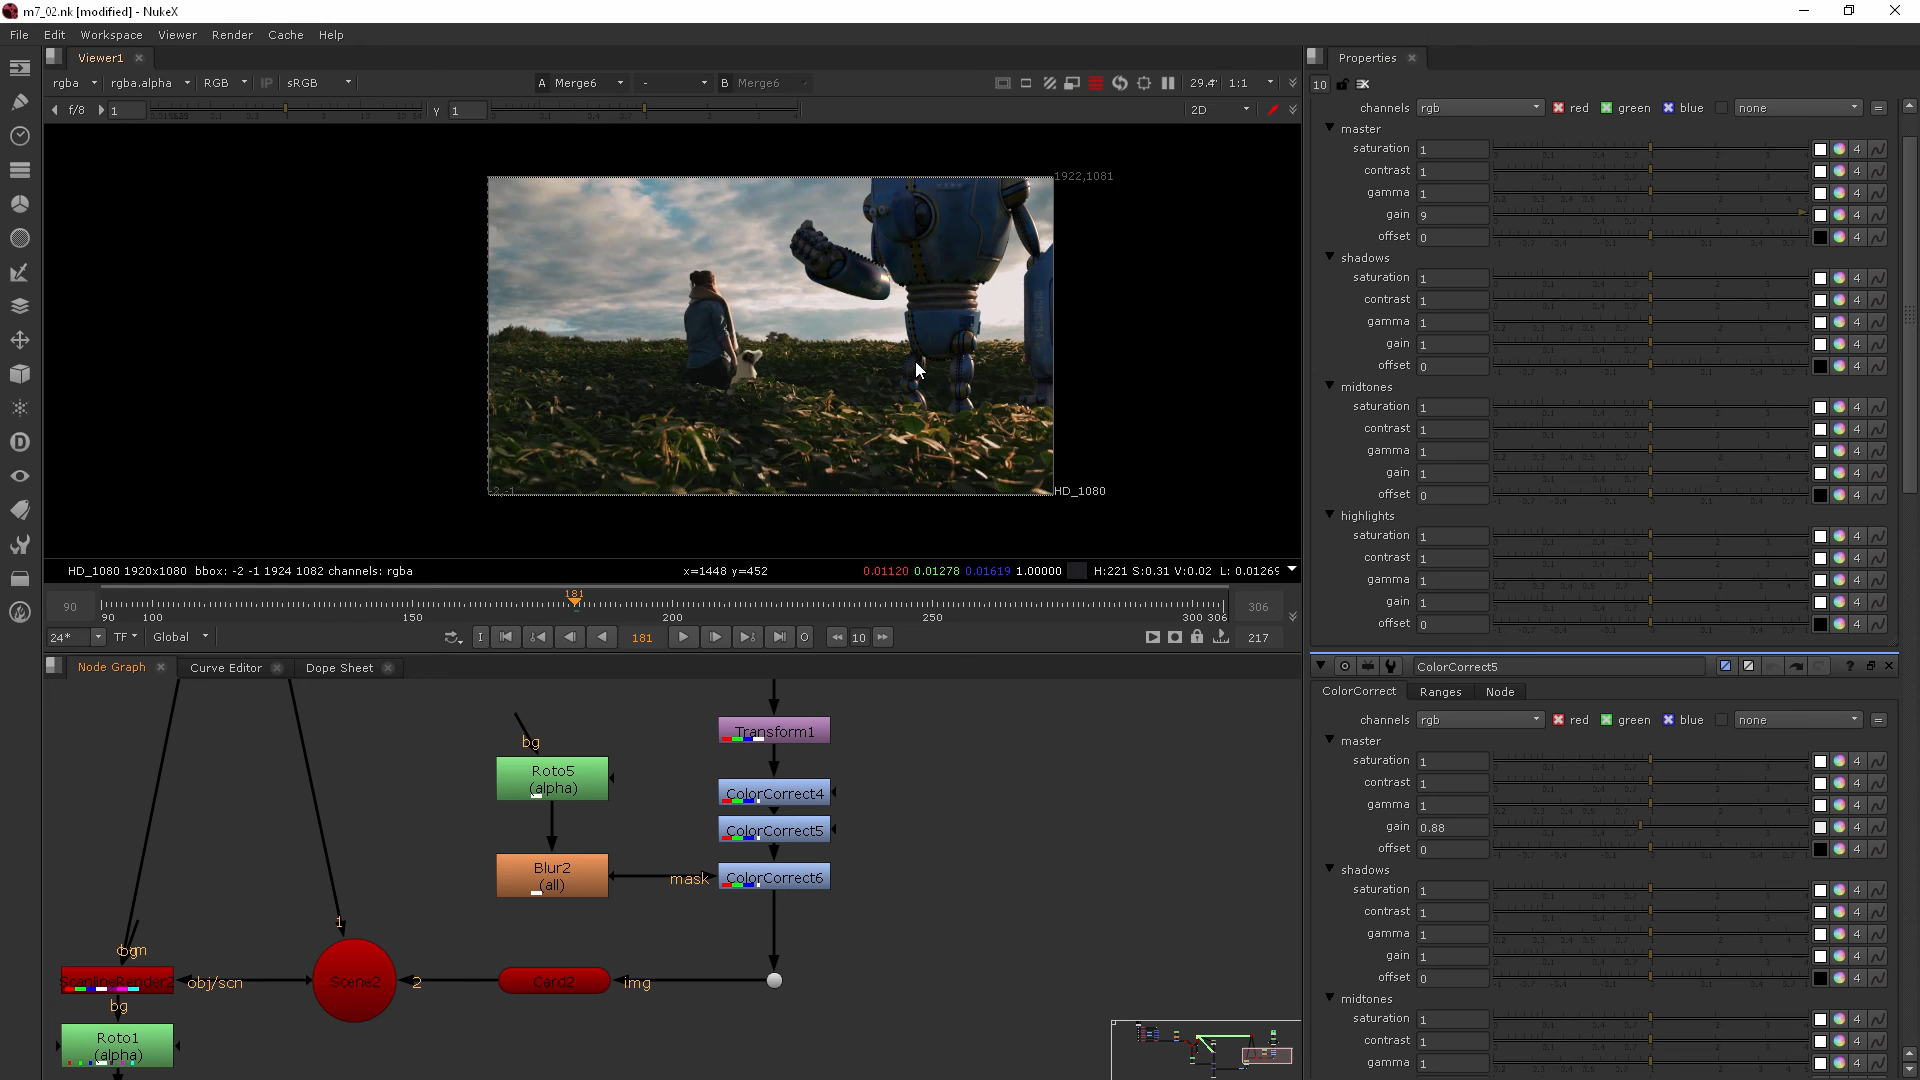 m7_02.nk [modified] - NukeX
File Edit Workspace Viewer Render Cache Help
Viewer1
Properties
rgba rgba.alpha RGB IP sRGB A Merge6 - B Merge6 29.4 1:1
10
f/8 1 Y 1 2D
channels rgb red green blue none
master
saturation 1
contrast 1
gamma 1
gain 9
offset 0
shadows
saturation 1
contrast 1
gamma 1
gain 1
offset 0
midtones
saturation 1
contrast 1
gamma 1
gain 1
offset 0
highlights
saturation 1
contrast 1
gamma 1
gain 1
offset 0
1922,1081
-2,-1
HD_1080
HD_1080 1920x1080 bbox: -2 -1 1924 1082 channels: rgba x=1448 y=452 0.01120 0.01278 0.01619 1.00000 H:221 S:0.31 V:0.02 L: 0.01269
90 181 306
90 100 150 200 250 300 306
24* TF Global I 181 O 10 217
Node Graph Curve Editor Dope Sheet
ColorCorrect5
ColorCorrect Ranges Node
channels rgb red green blue none
master
saturation 1
contrast 1
gamma 1
gain 0.88
offset 0
shadows
saturation 1
contrast 1
gamma 1
gain 1
offset 0
midtones
saturation 1
contrast 1
gamma 1
bg
Transform1
Roto5
(alpha)
ColorCorrect4
ColorCorrect5
Blur2
(all)
mask
ColorCorrect6
1
ScanlineRender2
obj/scn
Scene2
2
Card2
img
bg
Roto1
(alpha)